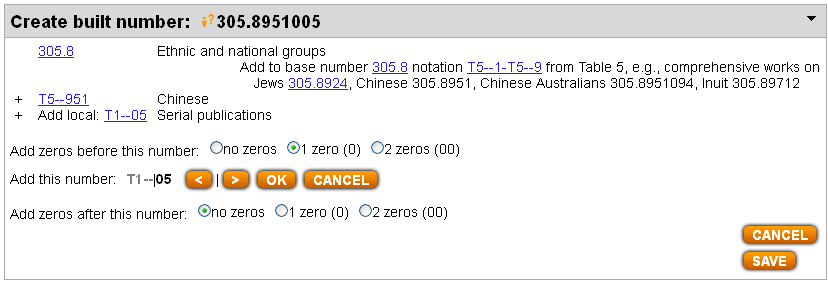 Create built number: ? 305.8951005
305.8 Ethnic and national groups
Add to base number 305.8 notation T5--1-T5--9 from Table 5, e.g., comprehensive works on
Jews 305.8924, Chinese 305.8951, Chinese Australians 305.8951094, Inuit 305.89712
+ T5--951 Chinese
+ Add local: T1--05 Serial publications
Add zeros before this number: no zeros 1 zero (0) 2 zeros (00)
Add this number: T1--|05 < | > OK CANCEL
Add zeros after this number: no zeros 1 zero (0) 2 zeros (00)
CANCEL
SAVE